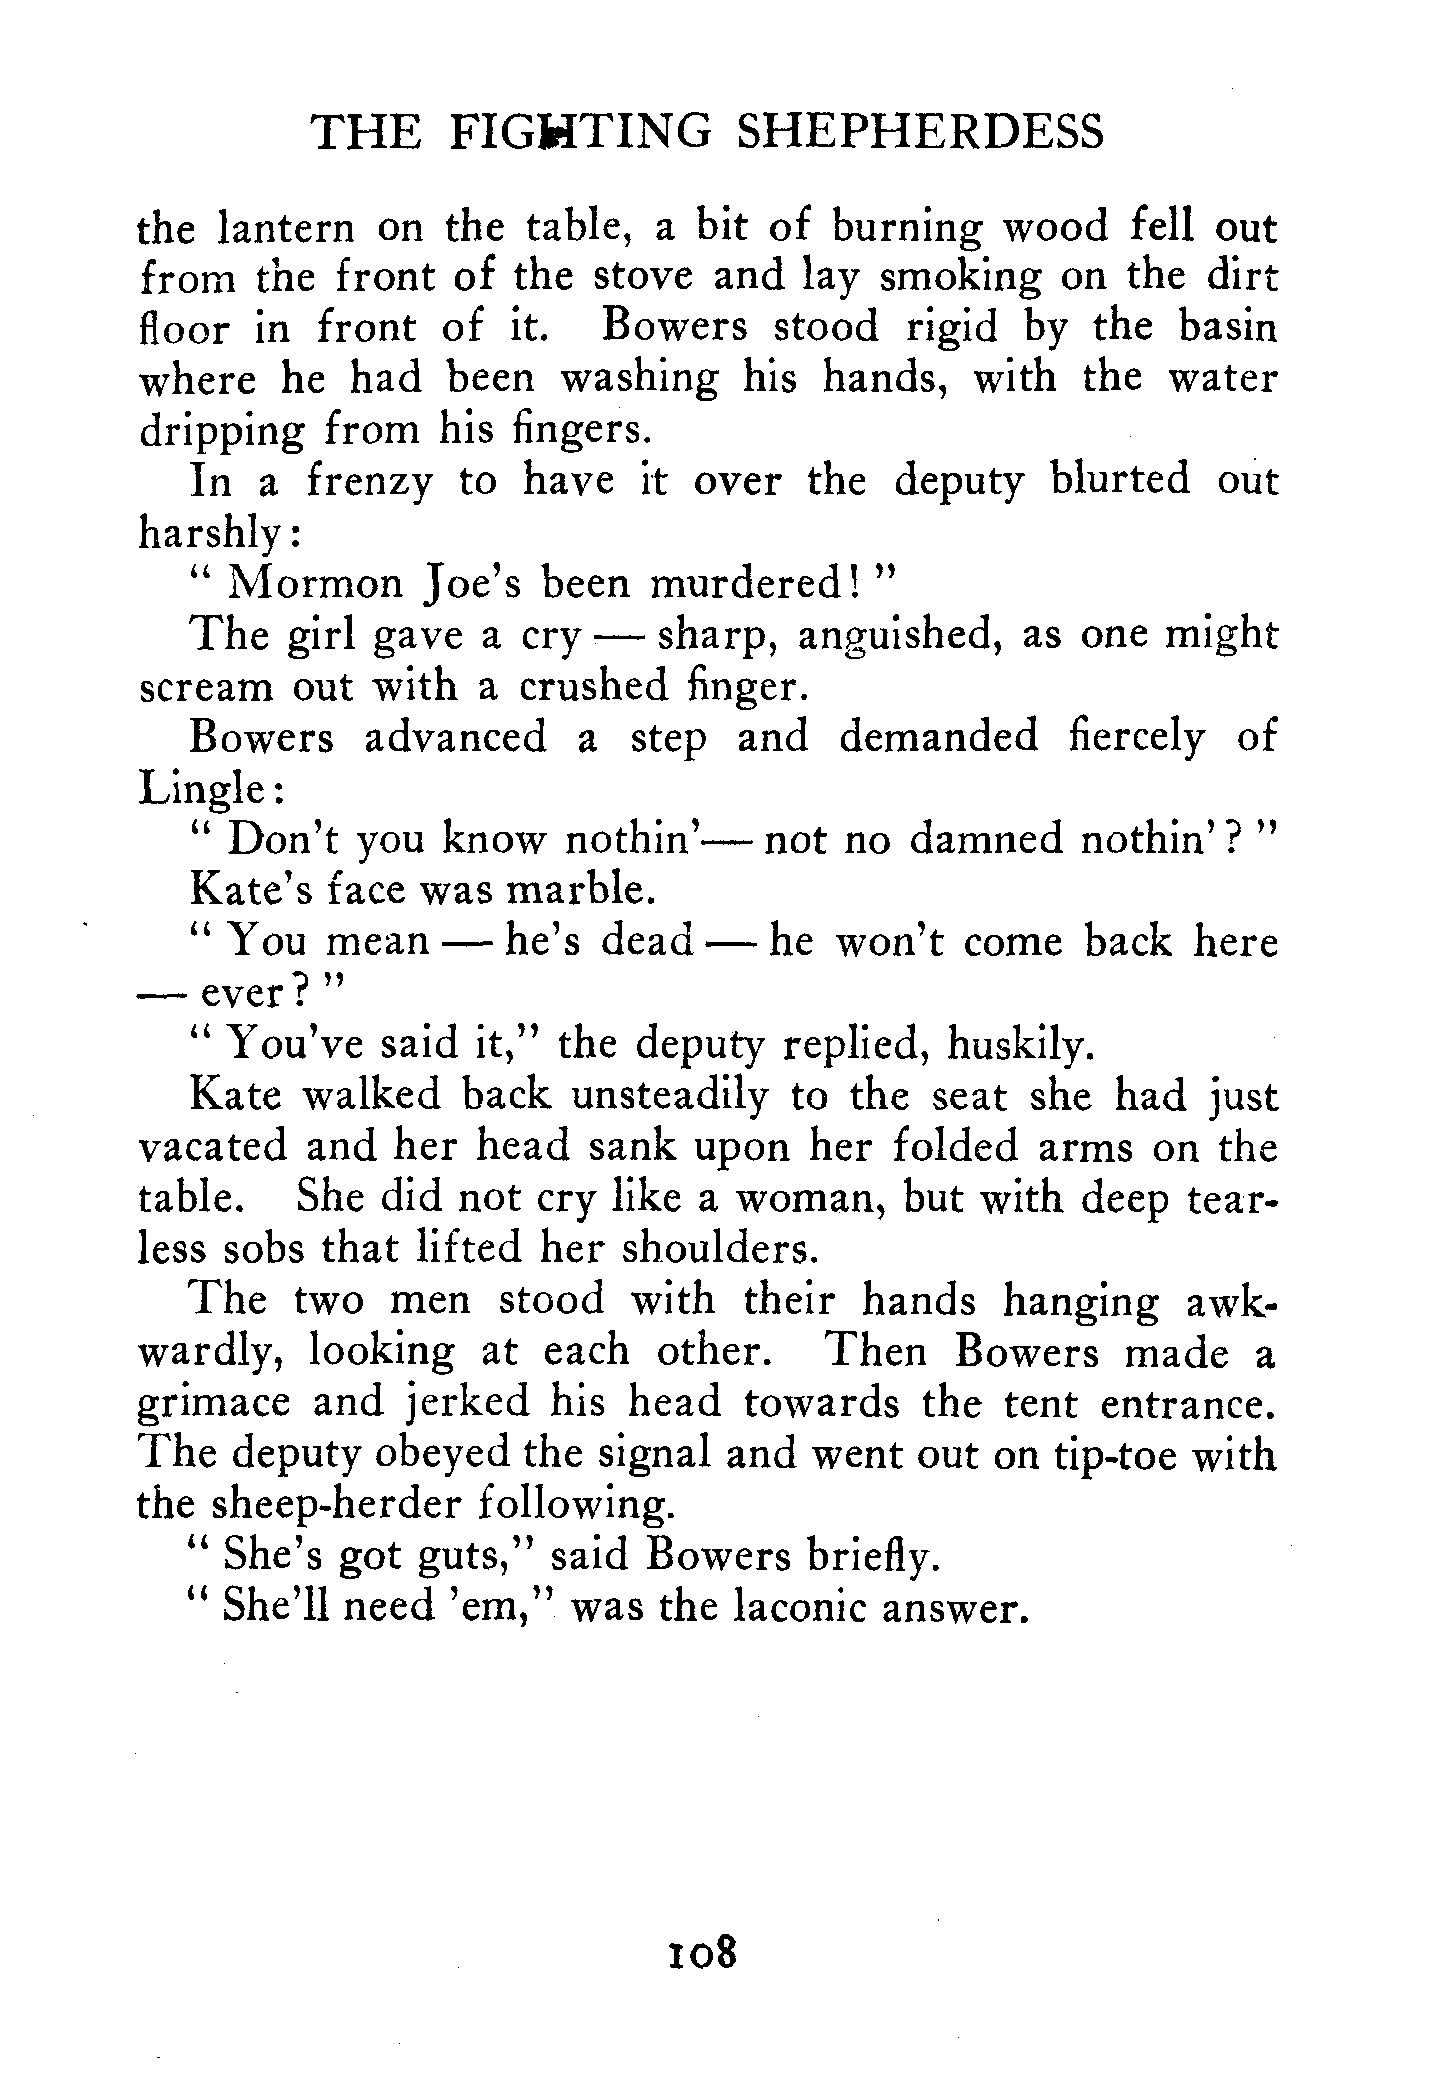 THE FIGHTING SHEPHERDESS
the lantern on the table, a bit of burning wood fell out
from the front of the stove and lay smoking on the dirt
floor in front of it. Bowers stood rigid by the basin
where he had been washing his hands, with the water
dripping from his fingers.
In a frenzy to have it over the deputy blurted out
harshly:
" Mormon Joe's been murdered! "
The girl gave a cry — sharp, anguished, as one might
scream out with a crushed finger.
Bowers advanced a step and demanded fiercely of
Lingle:
" Don't you know nothin'— not no damned nothin'? "
Kate's face was marble.
" You mean — he's dead — he won't come back here
— ever? "
" You've said it," the deputy replied, huskily.
Kate walked back unsteadily to the seat she had just
vacated and her head sank upon her folded arms on the
table. She did not cry like a woman, but with deep tear-
less sobs that lifted her shoulders.
The two men stood with their hands hanging awk-
wardly, looking at each other. Then Bowers made a
grimace and jerked his head towards the tent entrance.
The deputy obeyed the signal and went out on tip-toe with
the sheep-herder following.
" She's got guts," said Bowers briefly.
" She'll need 'em," was the laconic answer.
108